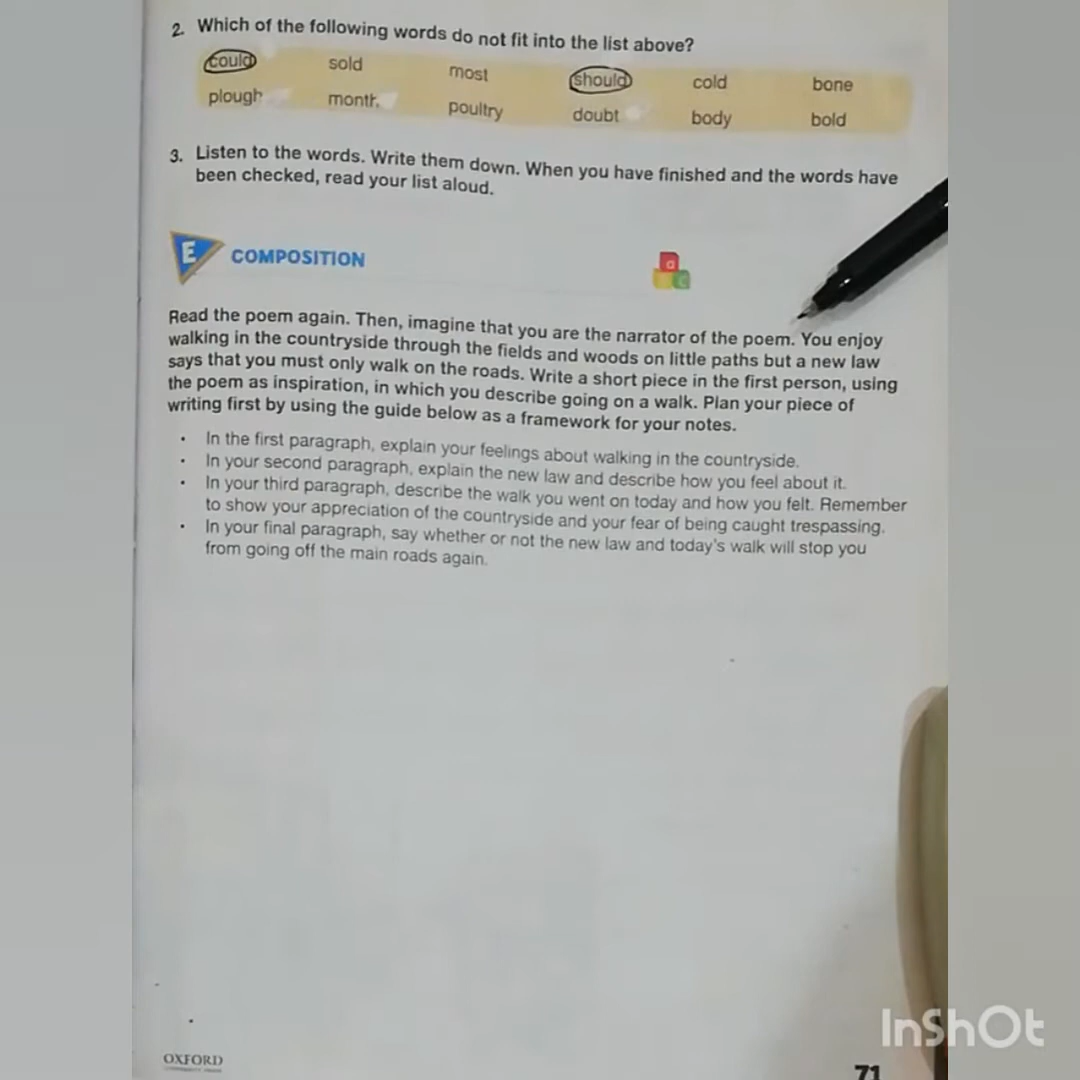 2. Which of the following words do not fit into the list above?
could sold most should cold bone
plough month poultry doubt body bold
3. Listen to the words. Write them down. When you have finished and the words have
been checked, read your list aloud.
E COMPOSITION
a
c
Read the poem again. Then, imagine that you are the narrator of the poem. You enjoy
walking in the countryside through the fields and woods on little paths but a new law
says that you must only walk on the roads. Write a short piece in the first person, using
the poem as inspiration, in which you describe going on a walk. Plan your piece of
writing first by using the guide below as a framework for your notes.
• In the first paragraph, explain your feelings about walking in the countryside.
• In your second paragraph, explain the new law and describe how you feel about it.
• In your third paragraph, describe the walk you went on today and how you felt. Remember
to show your appreciation of the countryside and your fear of being caught trespassing.
• In your final paragraph, say whether or not the new law and today's walk will stop you
from going off the main roads again.
InShOt
OXFORD
71